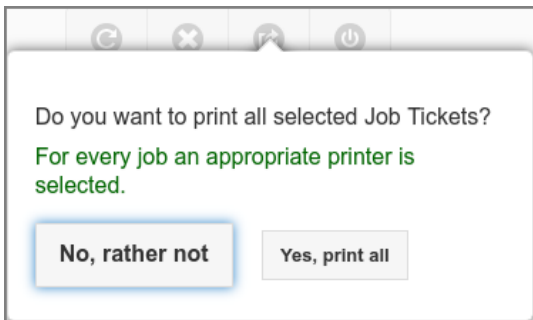 Do you want to print all selected Job Tickets?
For every job an appropriate printer is
selected.
No, rather not
Yes, print all